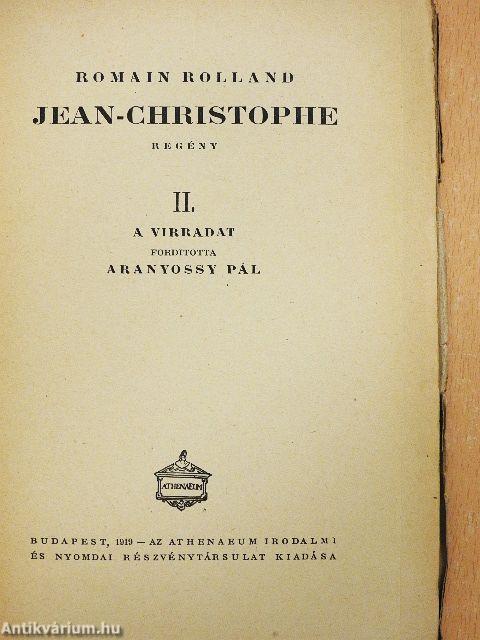 ROMAIN ROLLAND
JEAN-CHRISTOPHE
REGÉNY
II.
A VIRRADAT
FORDITOTTA
ARANYOSSY PÁL
ATHENAEUM
BUDAPEST, 1919 — AZ ATHENAEUM IRODALMI
ÉS NYOMDAI RÉSZVÉNYTÁRSULAT KIADÁSA
Antikvárium.hu